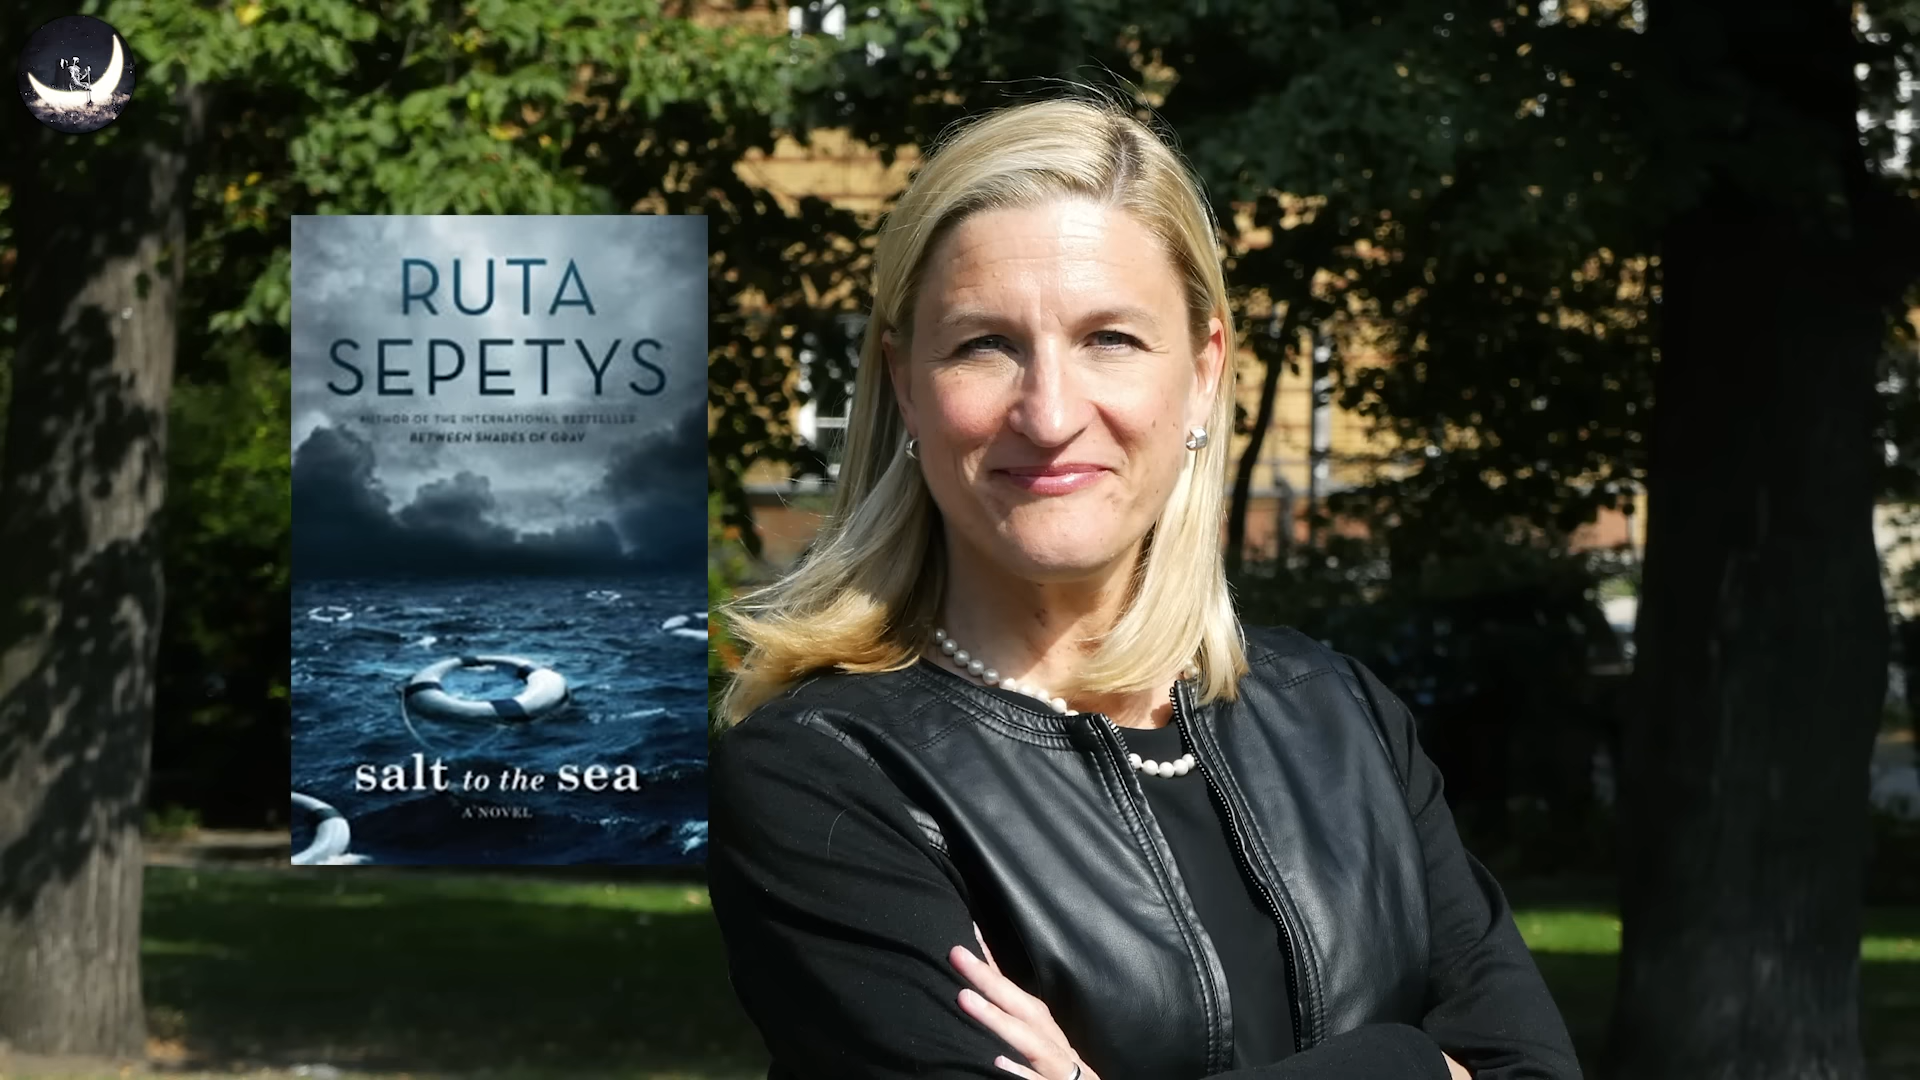 RUTA
SEPETYS
AUTHOR OF THE INTERNATIONAL BESTSELLER
BETWEEN SHADES OF GRAY
salt to the sea
A NOVEL